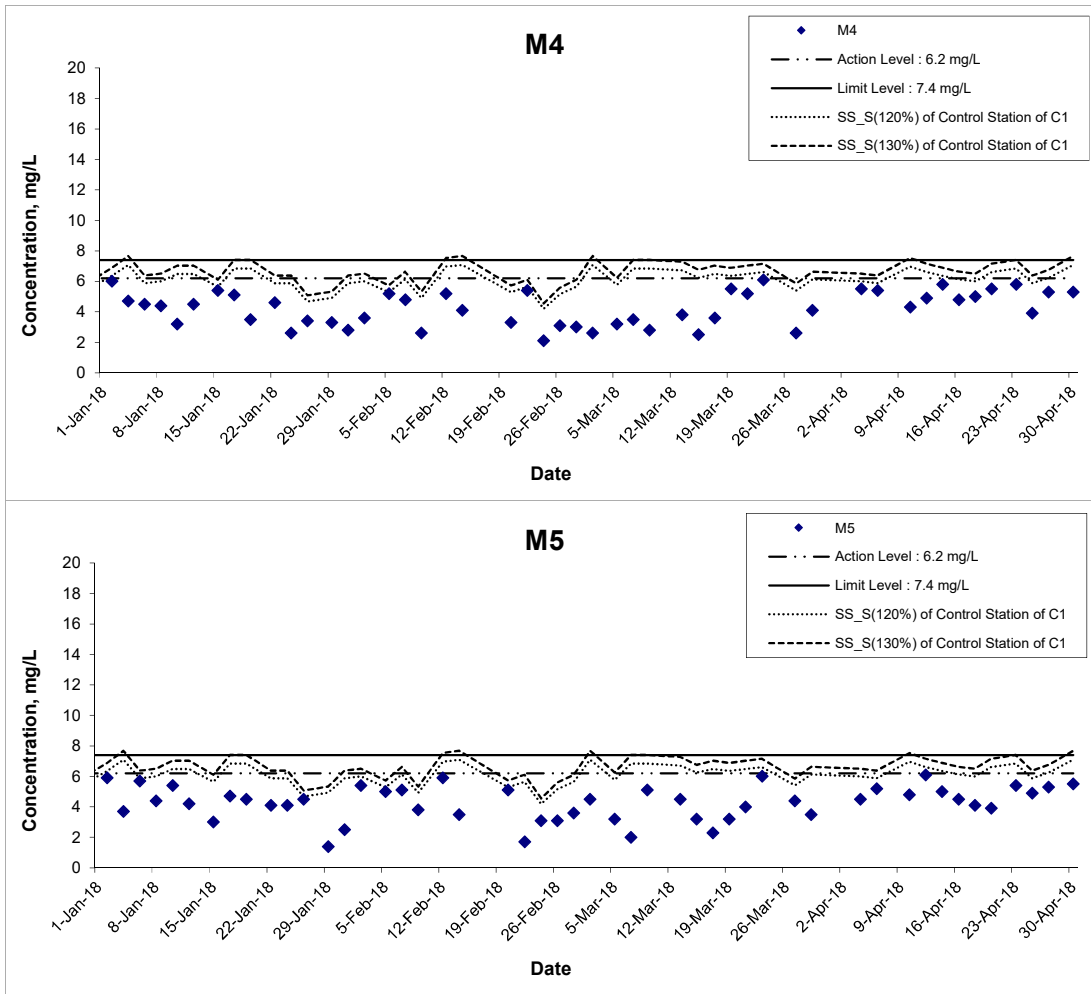 M4
M4
Action Level : 6.2 mg/L
Limit Level : 7.4 mg/L
SS_S(120%) of Control Station of C1
SS_S(130%) of Control Station of C1
Concentration, mg/L
20
18
16
14
12
10
8
6
4
2
0
1-Jan-18
8-Jan-18
15-Jan-18
22-Jan-18
29-Jan-18
5-Feb-18
12-Feb-18
19-Feb-18
26-Feb-18
5-Mar-18
12-Mar-18
19-Mar-18
26-Mar-18
2-Apr-18
9-Apr-18
16-Apr-18
23-Apr-18
30-Apr-18
Date
M5
M5
Action Level : 6.2 mg/L
Limit Level : 7.4 mg/L
SS_S(120%) of Control Station of C1
SS_S(130%) of Control Station of C1
Concentration, mg/L
20
18
16
14
12
10
8
6
4
2
0
1-Jan-18
8-Jan-18
15-Jan-18
22-Jan-18
29-Jan-18
5-Feb-18
12-Feb-18
19-Feb-18
26-Feb-18
5-Mar-18
12-Mar-18
19-Mar-18
26-Mar-18
2-Apr-18
9-Apr-18
16-Apr-18
23-Apr-18
30-Apr-18
Date